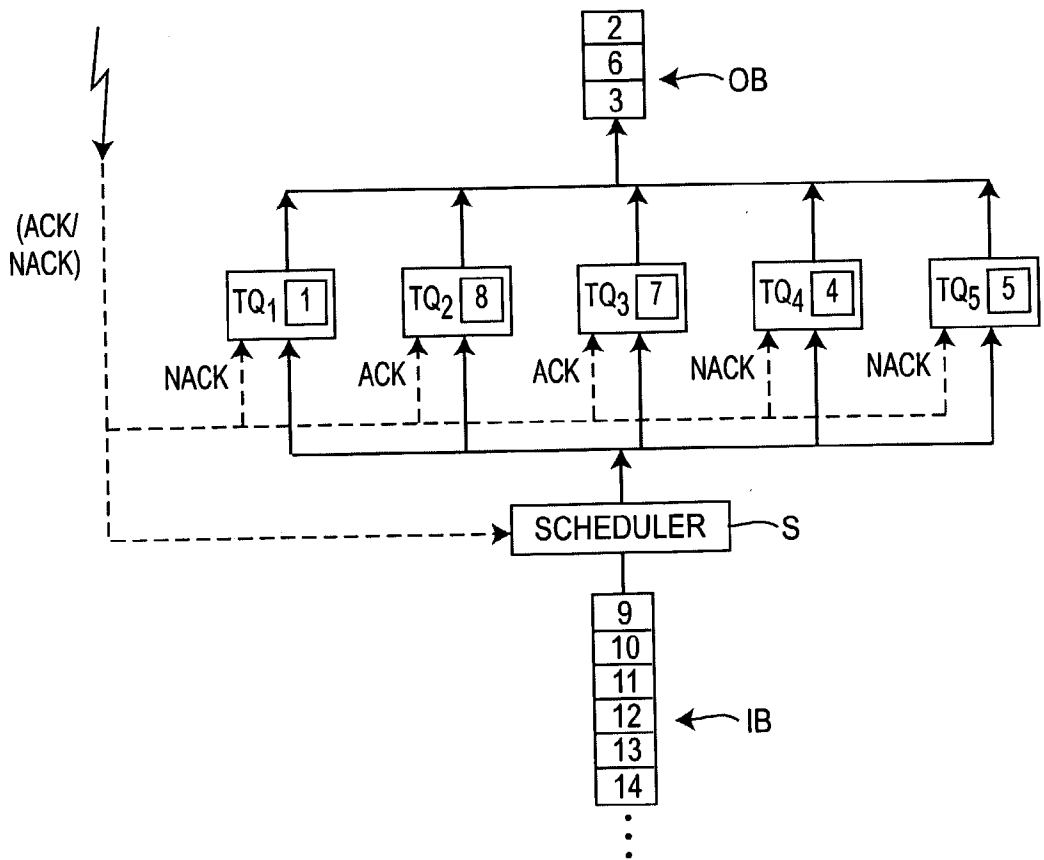 2
6
3
OB
(ACK/
NACK)
TQ1 1
TQ2 8
TQ3 7
TQ4 4
TQ5 5
NACK
ACK
ACK
NACK
NACK
SCHEDULER
S
9
10
11
12
13
14
IB